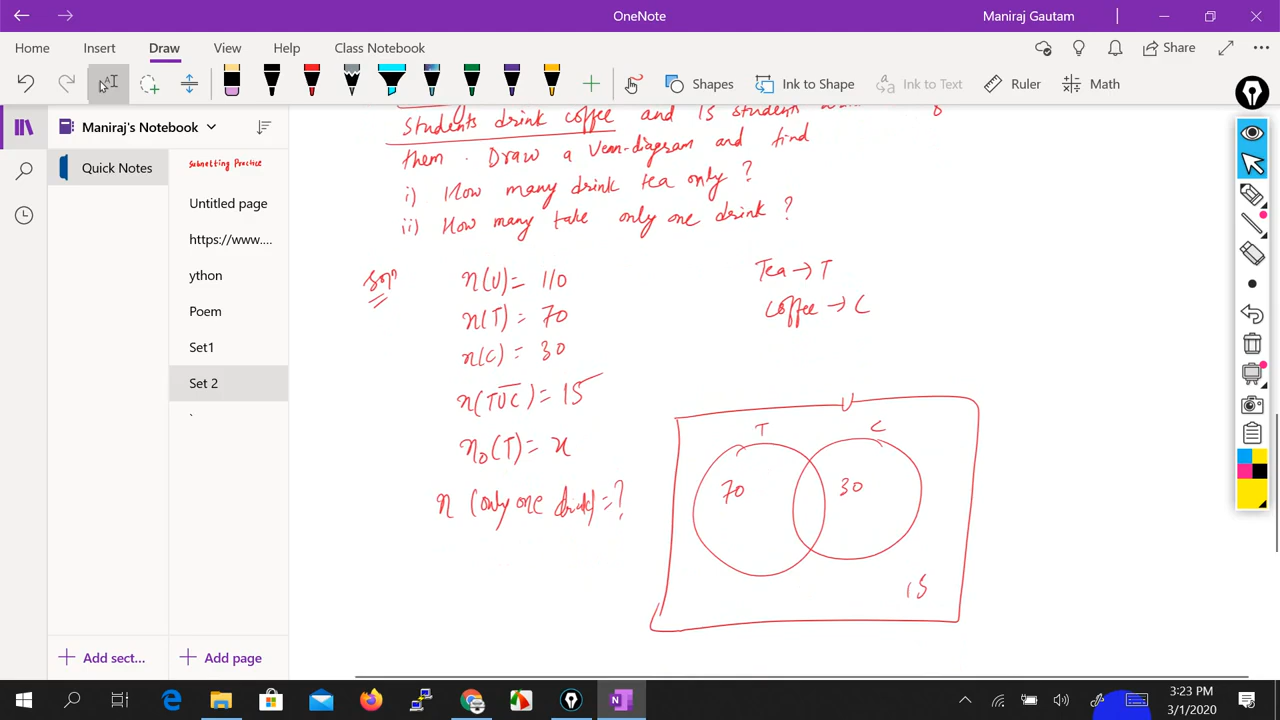 OneNote
Maniraj Gautam
Home Insert Draw View Help Class Notebook
Share
Shapes Ink to Shape Ink to Text Ruler Math
Maniraj's Notebook
Quick Notes
Subnetting Practice
Untitled page
https://www....
ython
Poem
Set1
Set 2
`
Students drink coffee and 15 student
them. Draw a Venn-diagram and find
i) How many drink tea only?
ii) How many take only one drink?
Solⁿ
n(U) = 110
n(T) = 70
n(C) = 30
n(T̅U̅C̅) = 15
n₀(T) = x
n (only one drink) = ?
Tea → T
Coffee → C
U
T C
70 30
15
Add sect...
Add page
3:23 PM
3/1/2020